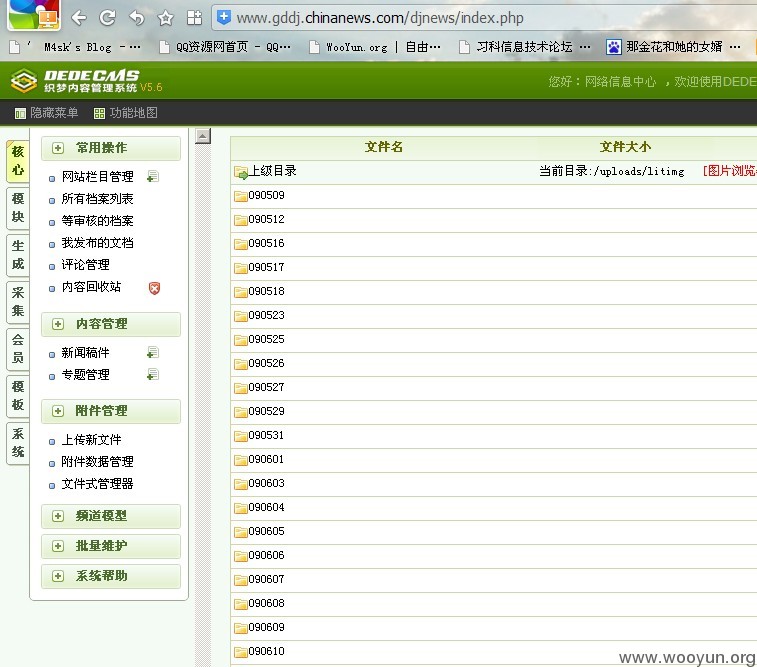 www.gddj.chinanews.com/djnews/index.php
' M4sk's Blog - ··· QQ资源网首页 - QQ··· WooYun.org | 自由··· 习科信息技术论坛 ··· 那金花和她的女婿 ···
DEDECMS
织梦内容管理系统 V5.6
您好：网络信息中心 ，欢迎使用DEDE
隐藏菜单 功能地图
核心
模块
生成
采集
会员
模板
系统
常用操作
网站栏目管理
所有档案列表
等审核的档案
我发布的文档
评论管理
内容回收站
内容管理
新闻稿件
专题管理
附件管理
上传新文件
附件数据管理
文件式管理器
频道模型
批量维护
系统帮助
文件名 文件大小
上级目录 当前目录:/uploads/litimg [图片浏览
090509
090512
090516
090517
090518
090523
090525
090526
090527
090529
090531
090601
090603
090604
090605
090606
090607
090608
090609
090610
www.wooyun.org